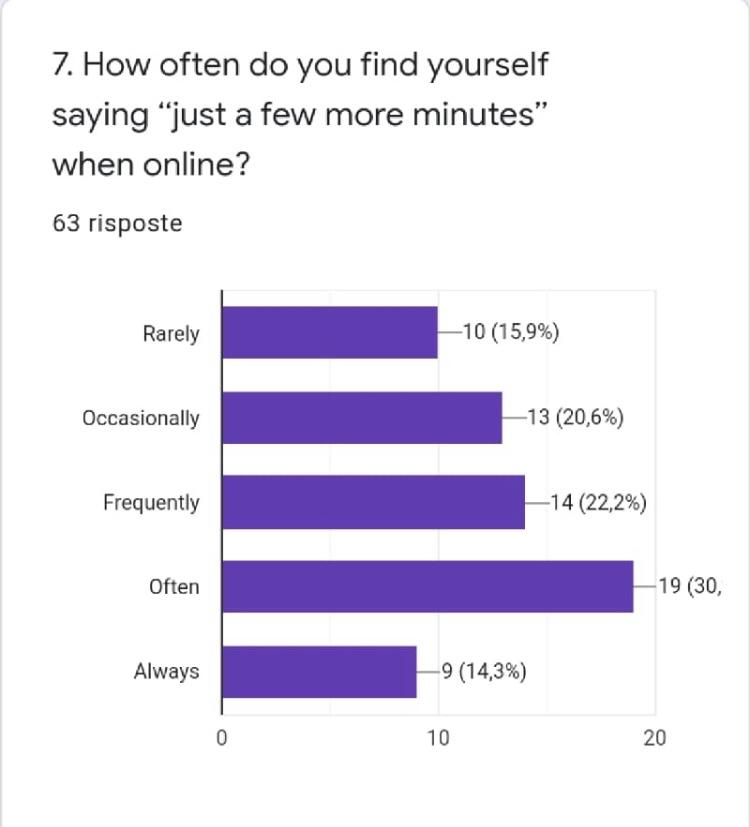 7. How often do you find yourself
saying “just a few more minutes”
when online?
63 risposte
Rarely
10 (15,9%)
Occasionally
13 (20,6%)
Frequently
14 (22,2%)
Often
19 (30,
Always
9 (14,3%)
0
10
20